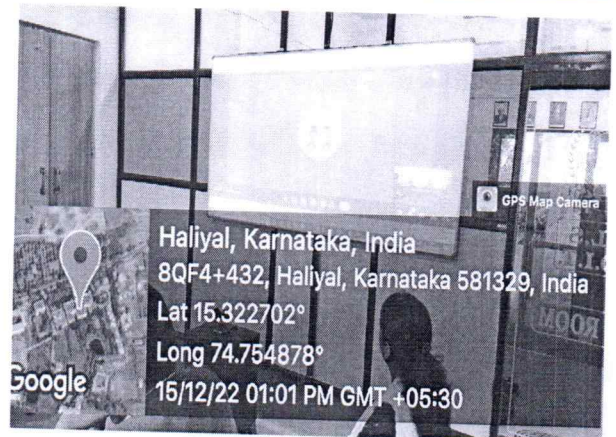 GPS Map Camera
Haliyal, Karnataka, India
8QF4+432, Haliyal, Karnataka 581329, India
Lat 15.322702°
Long 74.754878°
15/12/22 01:01 PM GMT +05:30
Google
ROOM